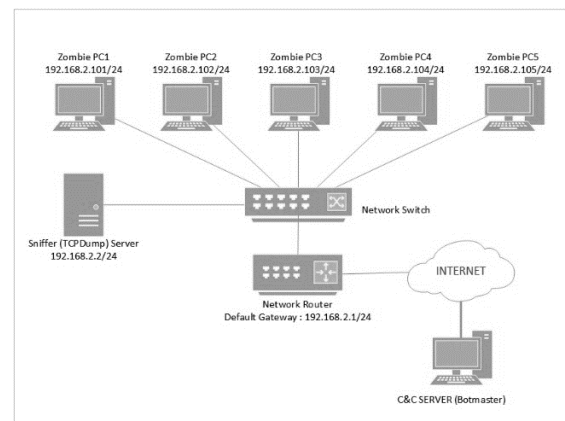 Zombie PC1
192.168.2.101/24
Zombie PC2
192.168.2.102/24
Zombie PC3
192.168.2.103/24
Zombie PC4
192.168.2.104/24
Zombie PC5
192.168.2.105/24
Network Switch
Sniffer (TCPDump) Server
192.168.2.2/24
Network Router
Default Gateway : 192.168.2.1/24
INTERNET
C&C SERVER (Botmaster)